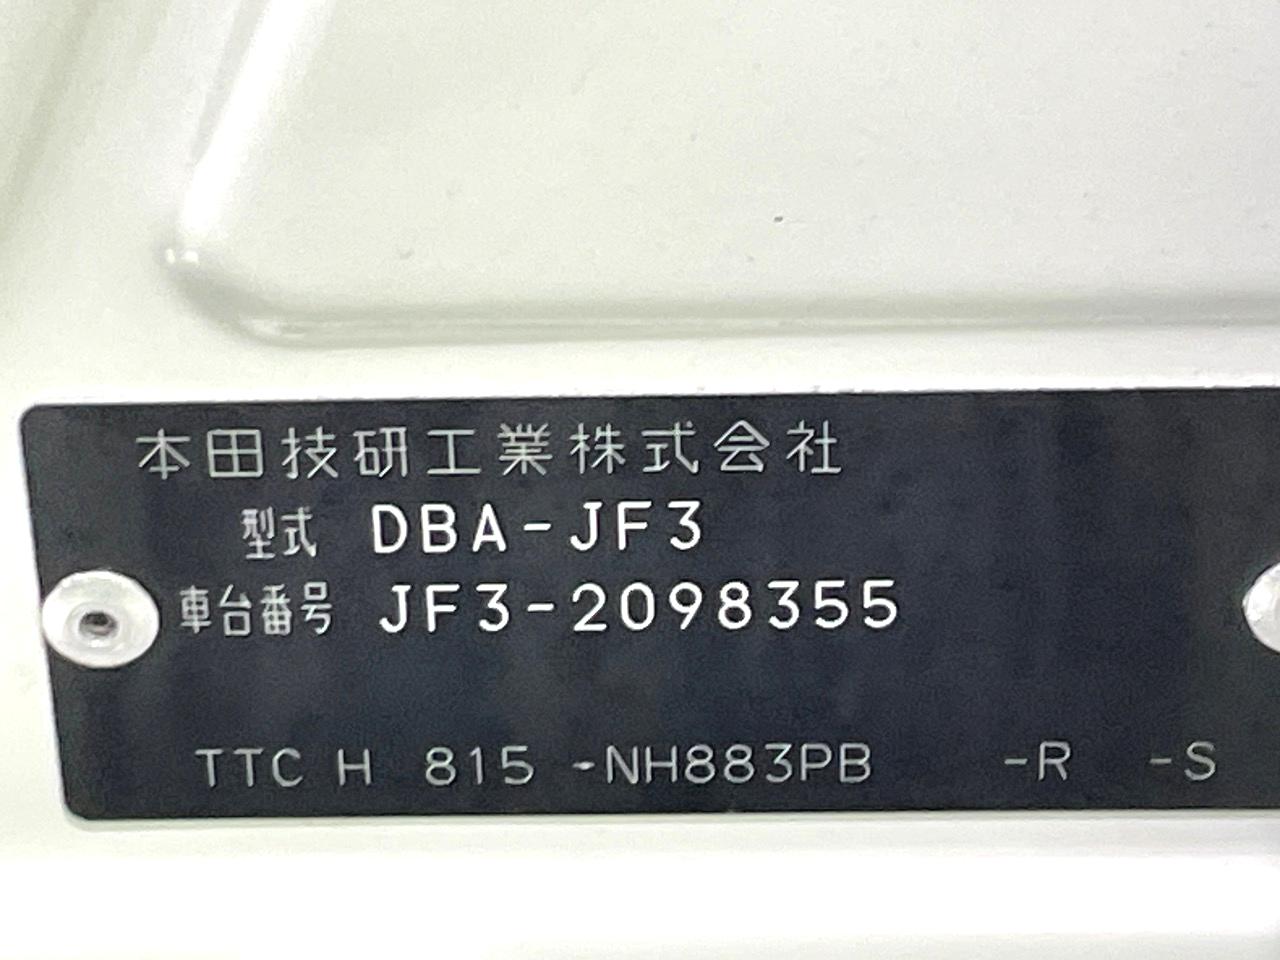 本田技研工業株式会社
型式 DBA-JF3
車台番号 JF3-2098355
TTC H 815 -NH883PB -R -S